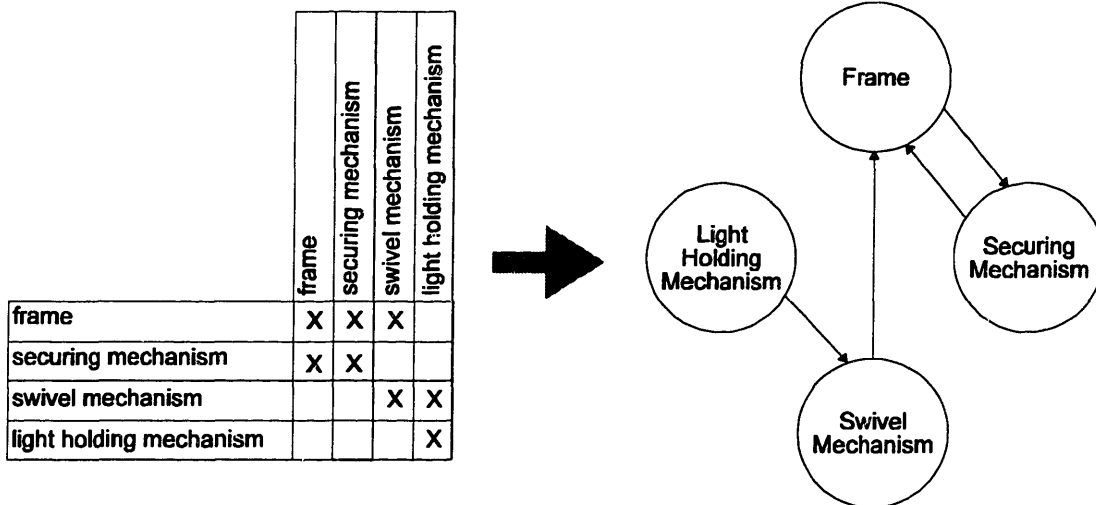 frame
securing mechanism
swivel mechanism
light holding mechanism
frame X X X
securing mechanism X X
swivel mechanism X X
light holding mechanism X
Frame
Light
Holding
Mechanism
Securing
Mechanism
Swivel
Mechanism